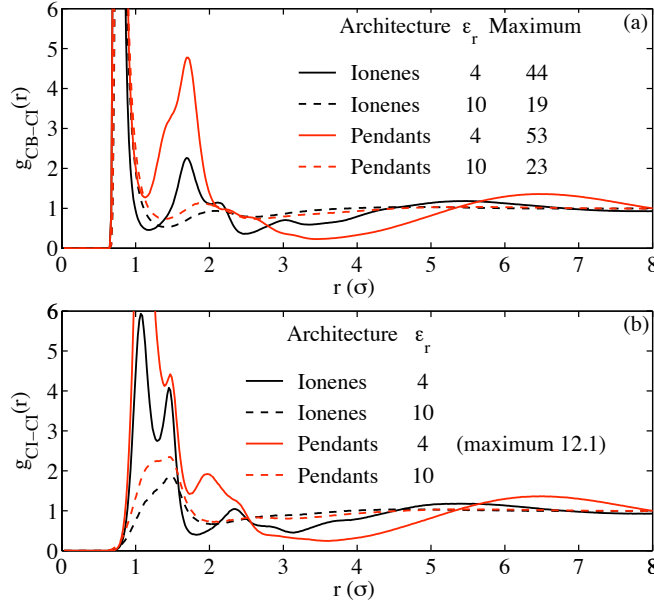 6
5
4
3
2
1
0
g_CB−CI(r)
(a)
Architecture ε_r Maximum
Ionenes 4 44
Ionenes 10 19
Pendants 4 53
Pendants 10 23
0 1 2 3 4 5 6 7 8
r (σ)
6
5
4
3
2
1
0
g_CI−CI(r)
(b)
Architecture ε_r
Ionenes 4
Ionenes 10
Pendants 4 (maximum 12.1)
Pendants 10
0 1 2 3 4 5 6 7 8
r (σ)